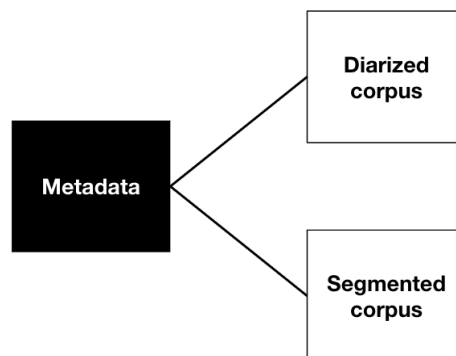 Diarized
corpus
Metadata
Segmented
corpus